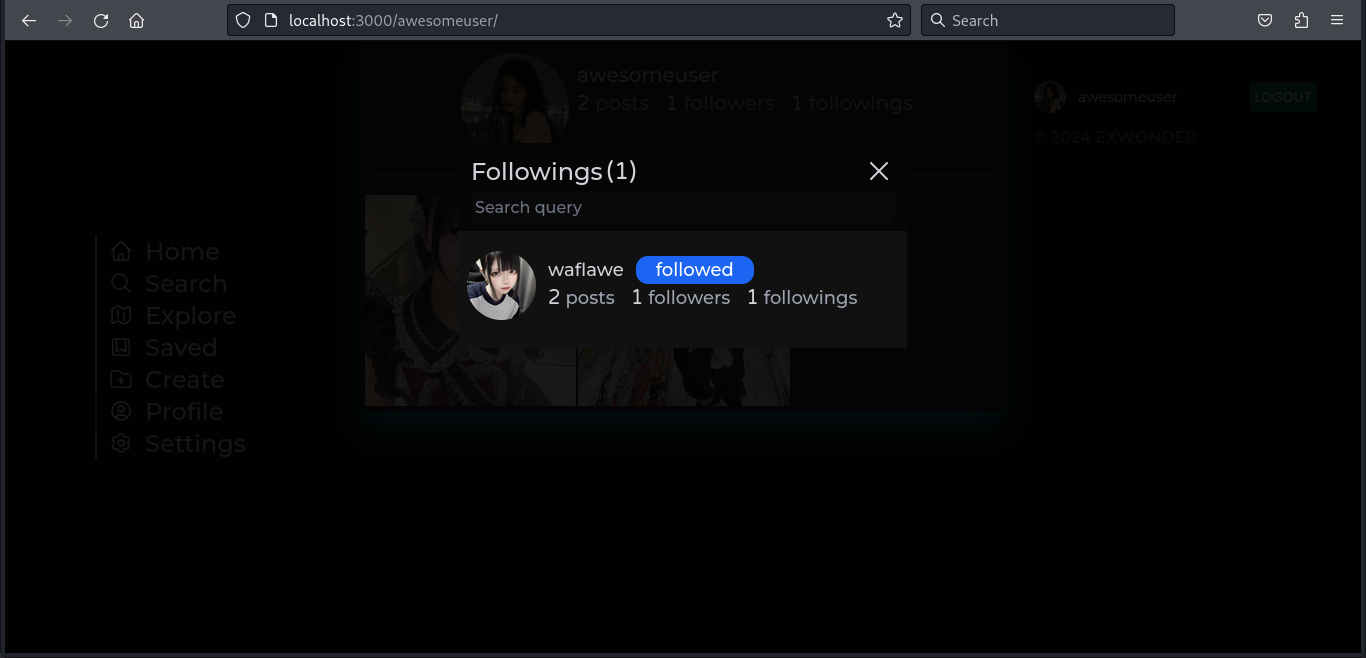 localhost:3000/awesomeuser/
Search
awesomeuser
2 posts 1 followers 1 followings
awesomeuser
LOGOUT
© 2024 EXWONDER
Followings(1)
Search query
waflawe followed
2 posts 1 followers 1 followings
Home
Search
Explore
Saved
Create
Profile
Settings